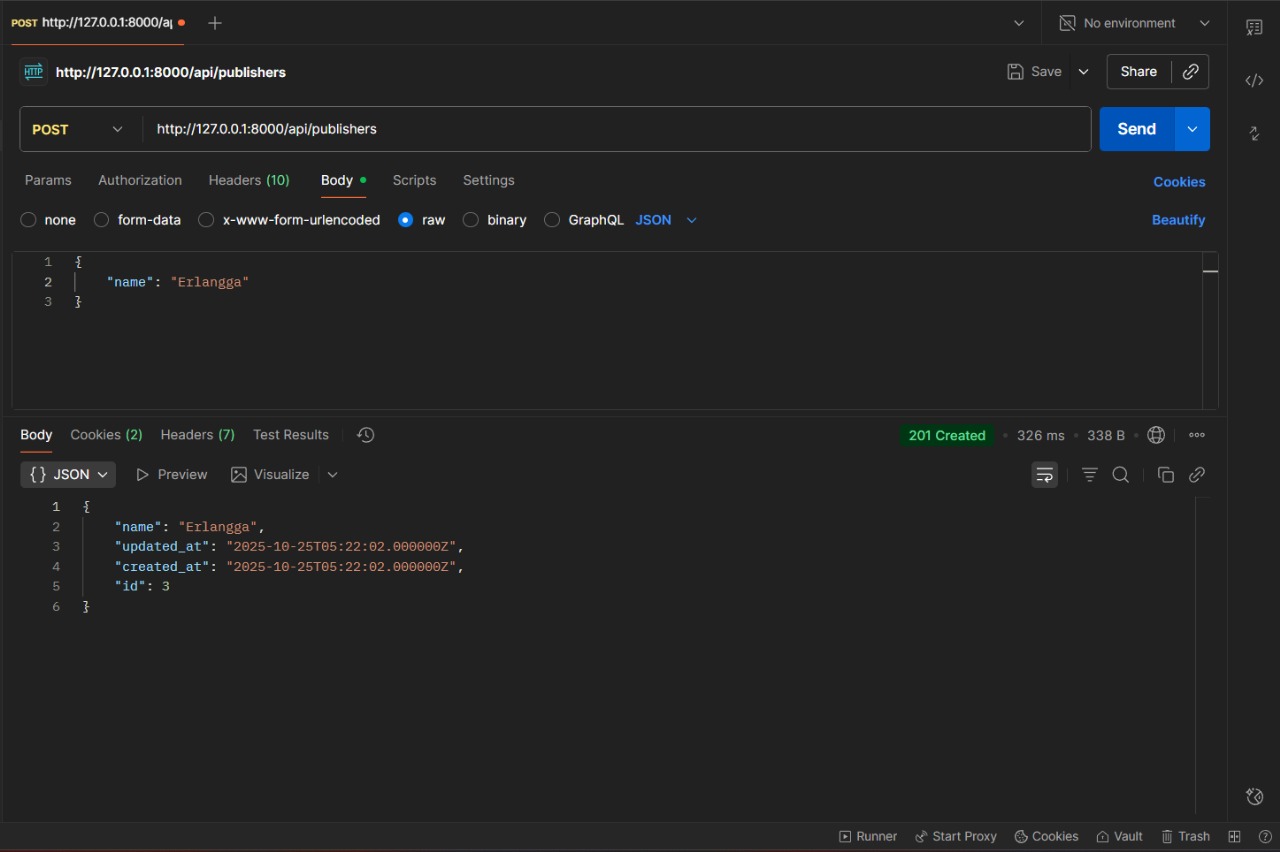 POST http://127.0.0.1:8000/a
No environment
HTTP http://127.0.0.1:8000/api/publishers
Save Share
POST http://127.0.0.1:8000/api/publishers Send
Params Authorization Headers (10) Body Scripts Settings Cookies
none form-data x-www-form-urlencoded raw binary GraphQL JSON Beautify
1 {
2 "name": "Erlangga"
3 }
Body Cookies (2) Headers (7) Test Results 201 Created 326 ms 338 B
{} JSON Preview Visualize
1 {
2 "name": "Erlangga",
3 "updated_at": "2025-10-25T05:22:02.000000Z",
4 "created_at": "2025-10-25T05:22:02.000000Z",
5 "id": 3
6 }
Runner Start Proxy Cookies Vault Trash